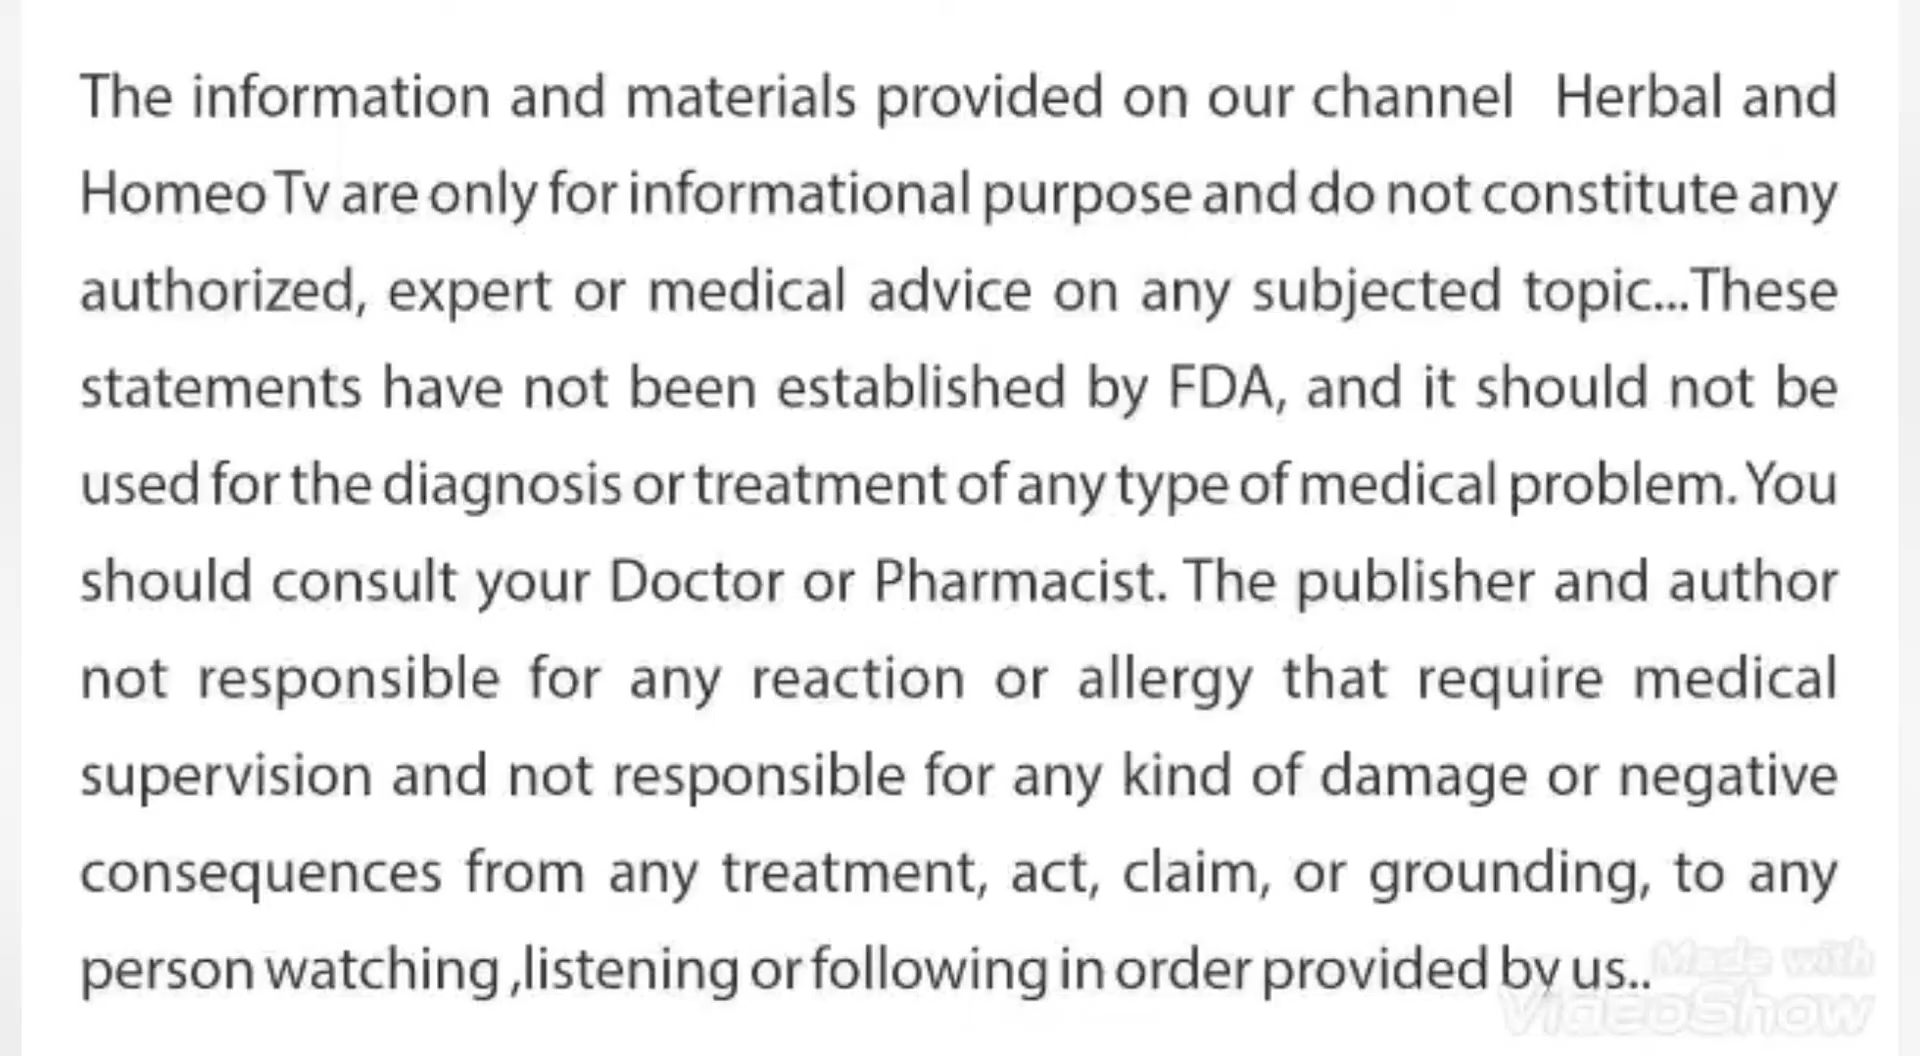 The information and materials provided on our channel Herbal and
Homeo Tv are only for informational purpose and do not constitute any
authorized, expert or medical advice on any subjected topic...These
statements have not been established by FDA, and it should not be
used for the diagnosis or treatment of any type of medical problem. You
should consult your Doctor or Pharmacist. The publisher and author
not responsible for any reaction or allergy that require medical
supervision and not responsible for any kind of damage or negative
consequences from any treatment, act, claim, or grounding, to any
person watching ,listening or following in order provided by us..
Made with
VideoShow